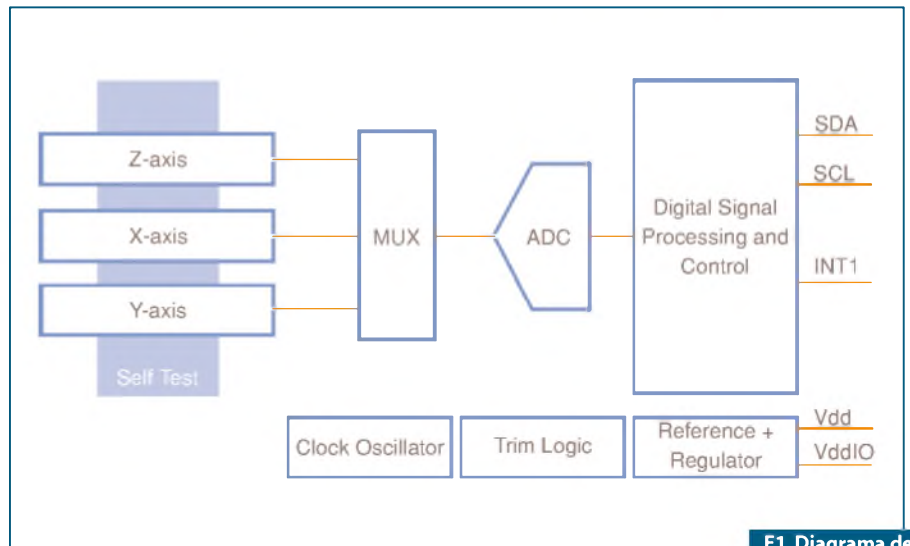 Z-axis
X-axis
Y-axis
Self Test
MUX
ADC
Digital Signal
Processing and
Control
SDA
SCL
INT1
Clock Oscillator
Trim Logic
Reference +
Regulator
Vdd
VddIO
F1. Diagrama de